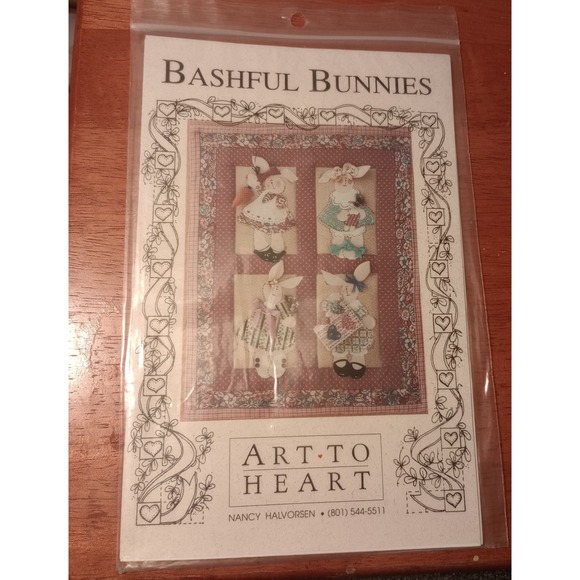 BASHFUL BUNNIES
ART TO
HEART
NANCY HALVORSEN • (801) 544-5511